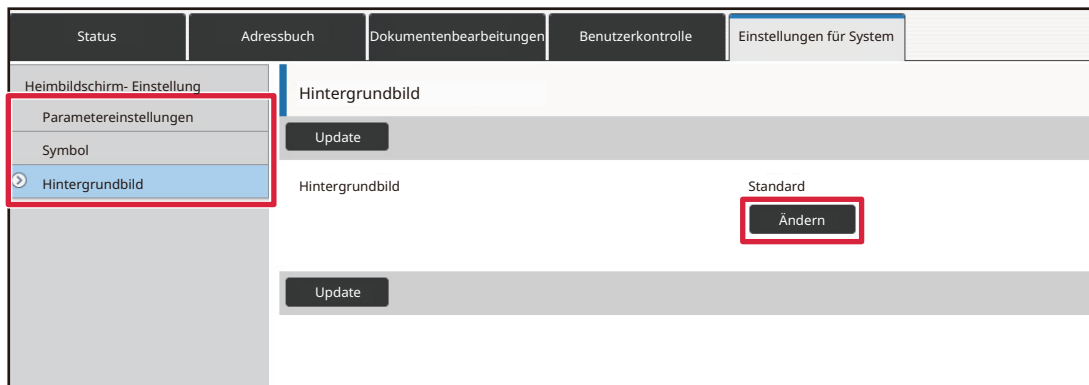 Status
Adressbuch
Dokumentenbearbeitungen
Benutzerkontrolle
Einstellungen für System
Heimbildschirm- Einstellung
Parametereinstellungen
Symbol
Hintergrundbild
Hintergrundbild
Update
Hintergrundbild
Standard
Ändern
Update